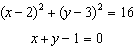 (x−2)² + (y−3)² = 16
x+y−1=0